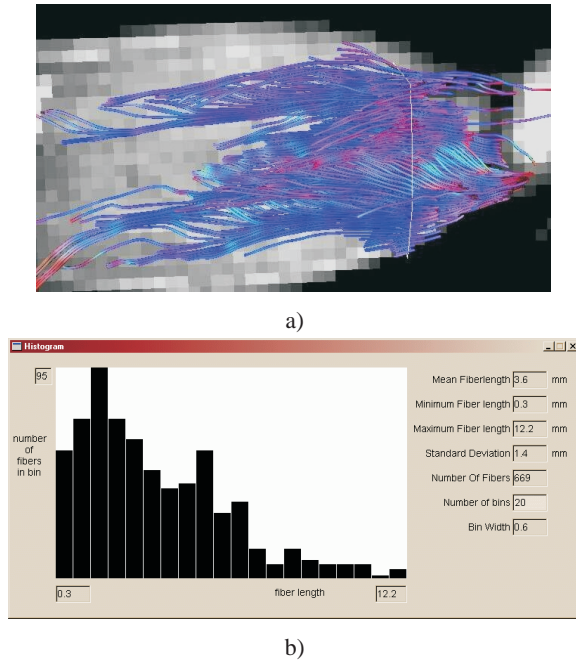 a)
Histogram
95
number
of
fibers
in bin
0.3
fiber length
12.2
Mean Fiberlength 3.6 mm
Minimum Fiber length 0.3 mm
Maximum Fiber length 12.2 mm
Standard Deviation 1.4 mm
Number Of Fibers 669
Number of bins 20
Bin Width 0.6
b)